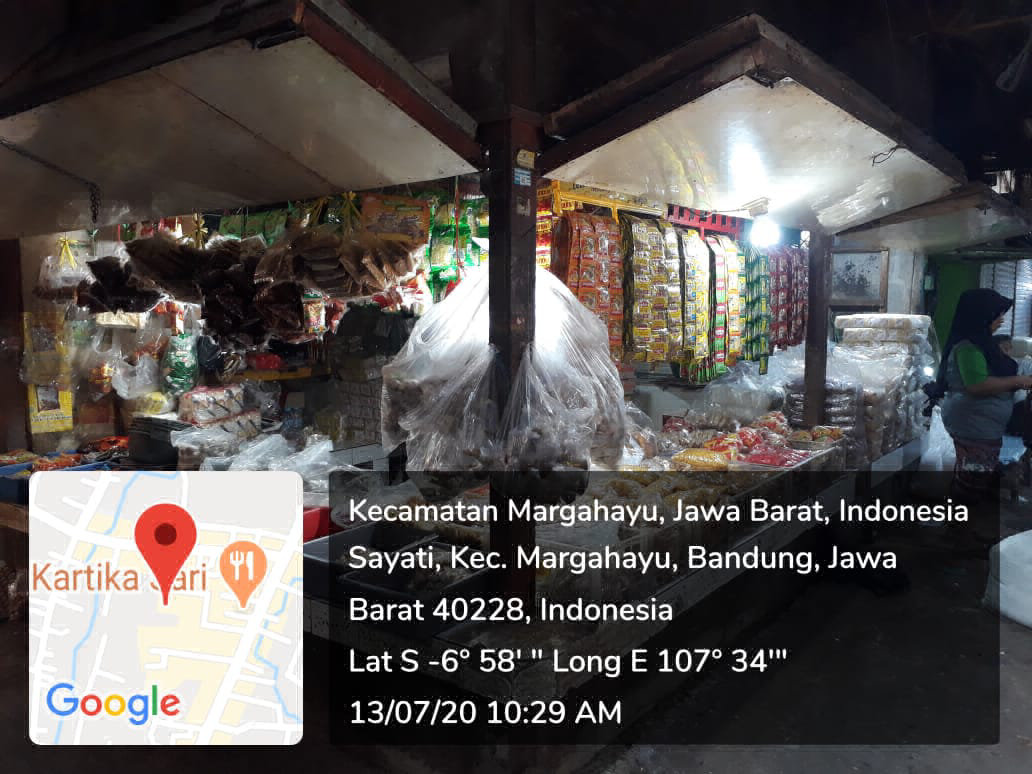 Kartika Sari
Google
Kecamatan Margahayu, Jawa Barat, Indonesia
Sayati, Kec. Margahayu, Bandung, Jawa
Barat 40228, Indonesia
Lat S -6° 58' " Long E 107° 34'"
13/07/20 10:29 AM